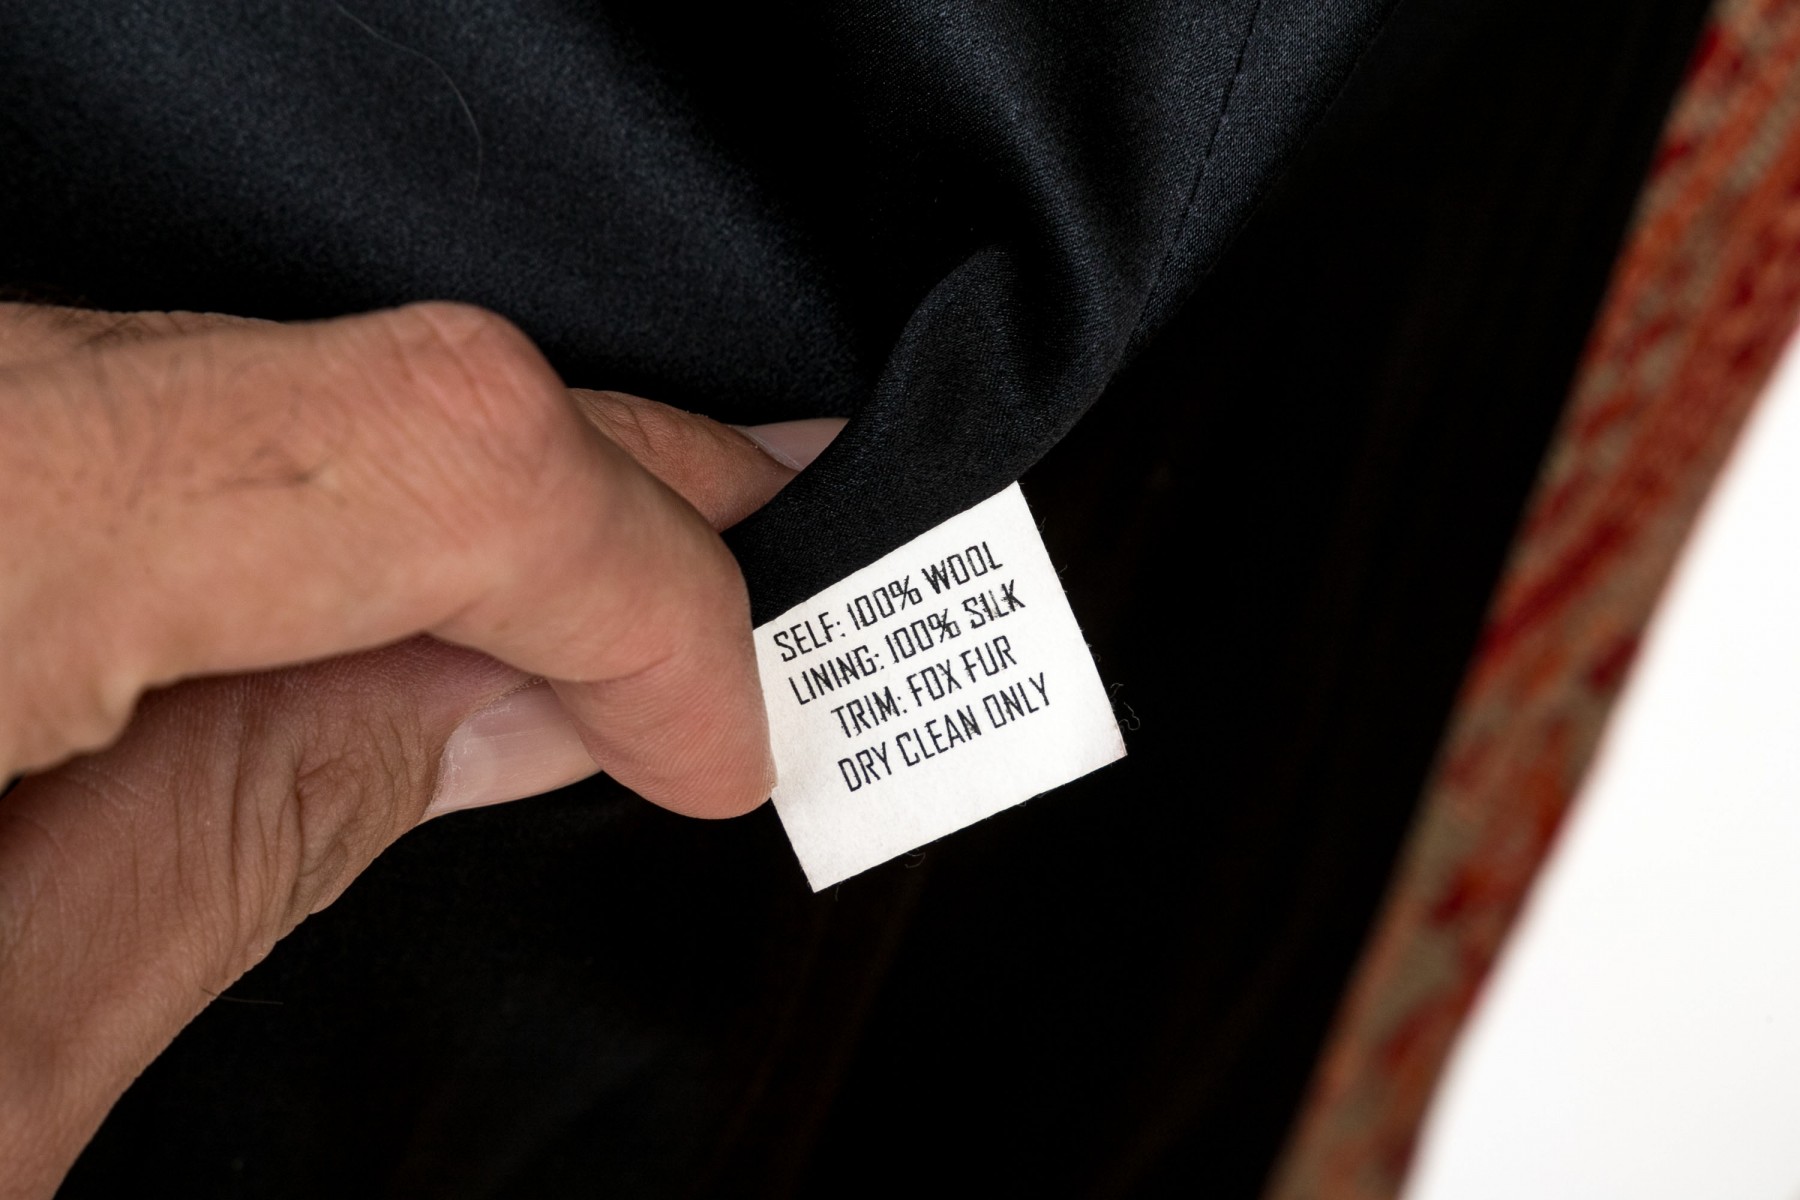 SELF: 100% WOOL
LINING: 100% SILK
TRIM: FOX FUR
DRY CLEAN ONLY